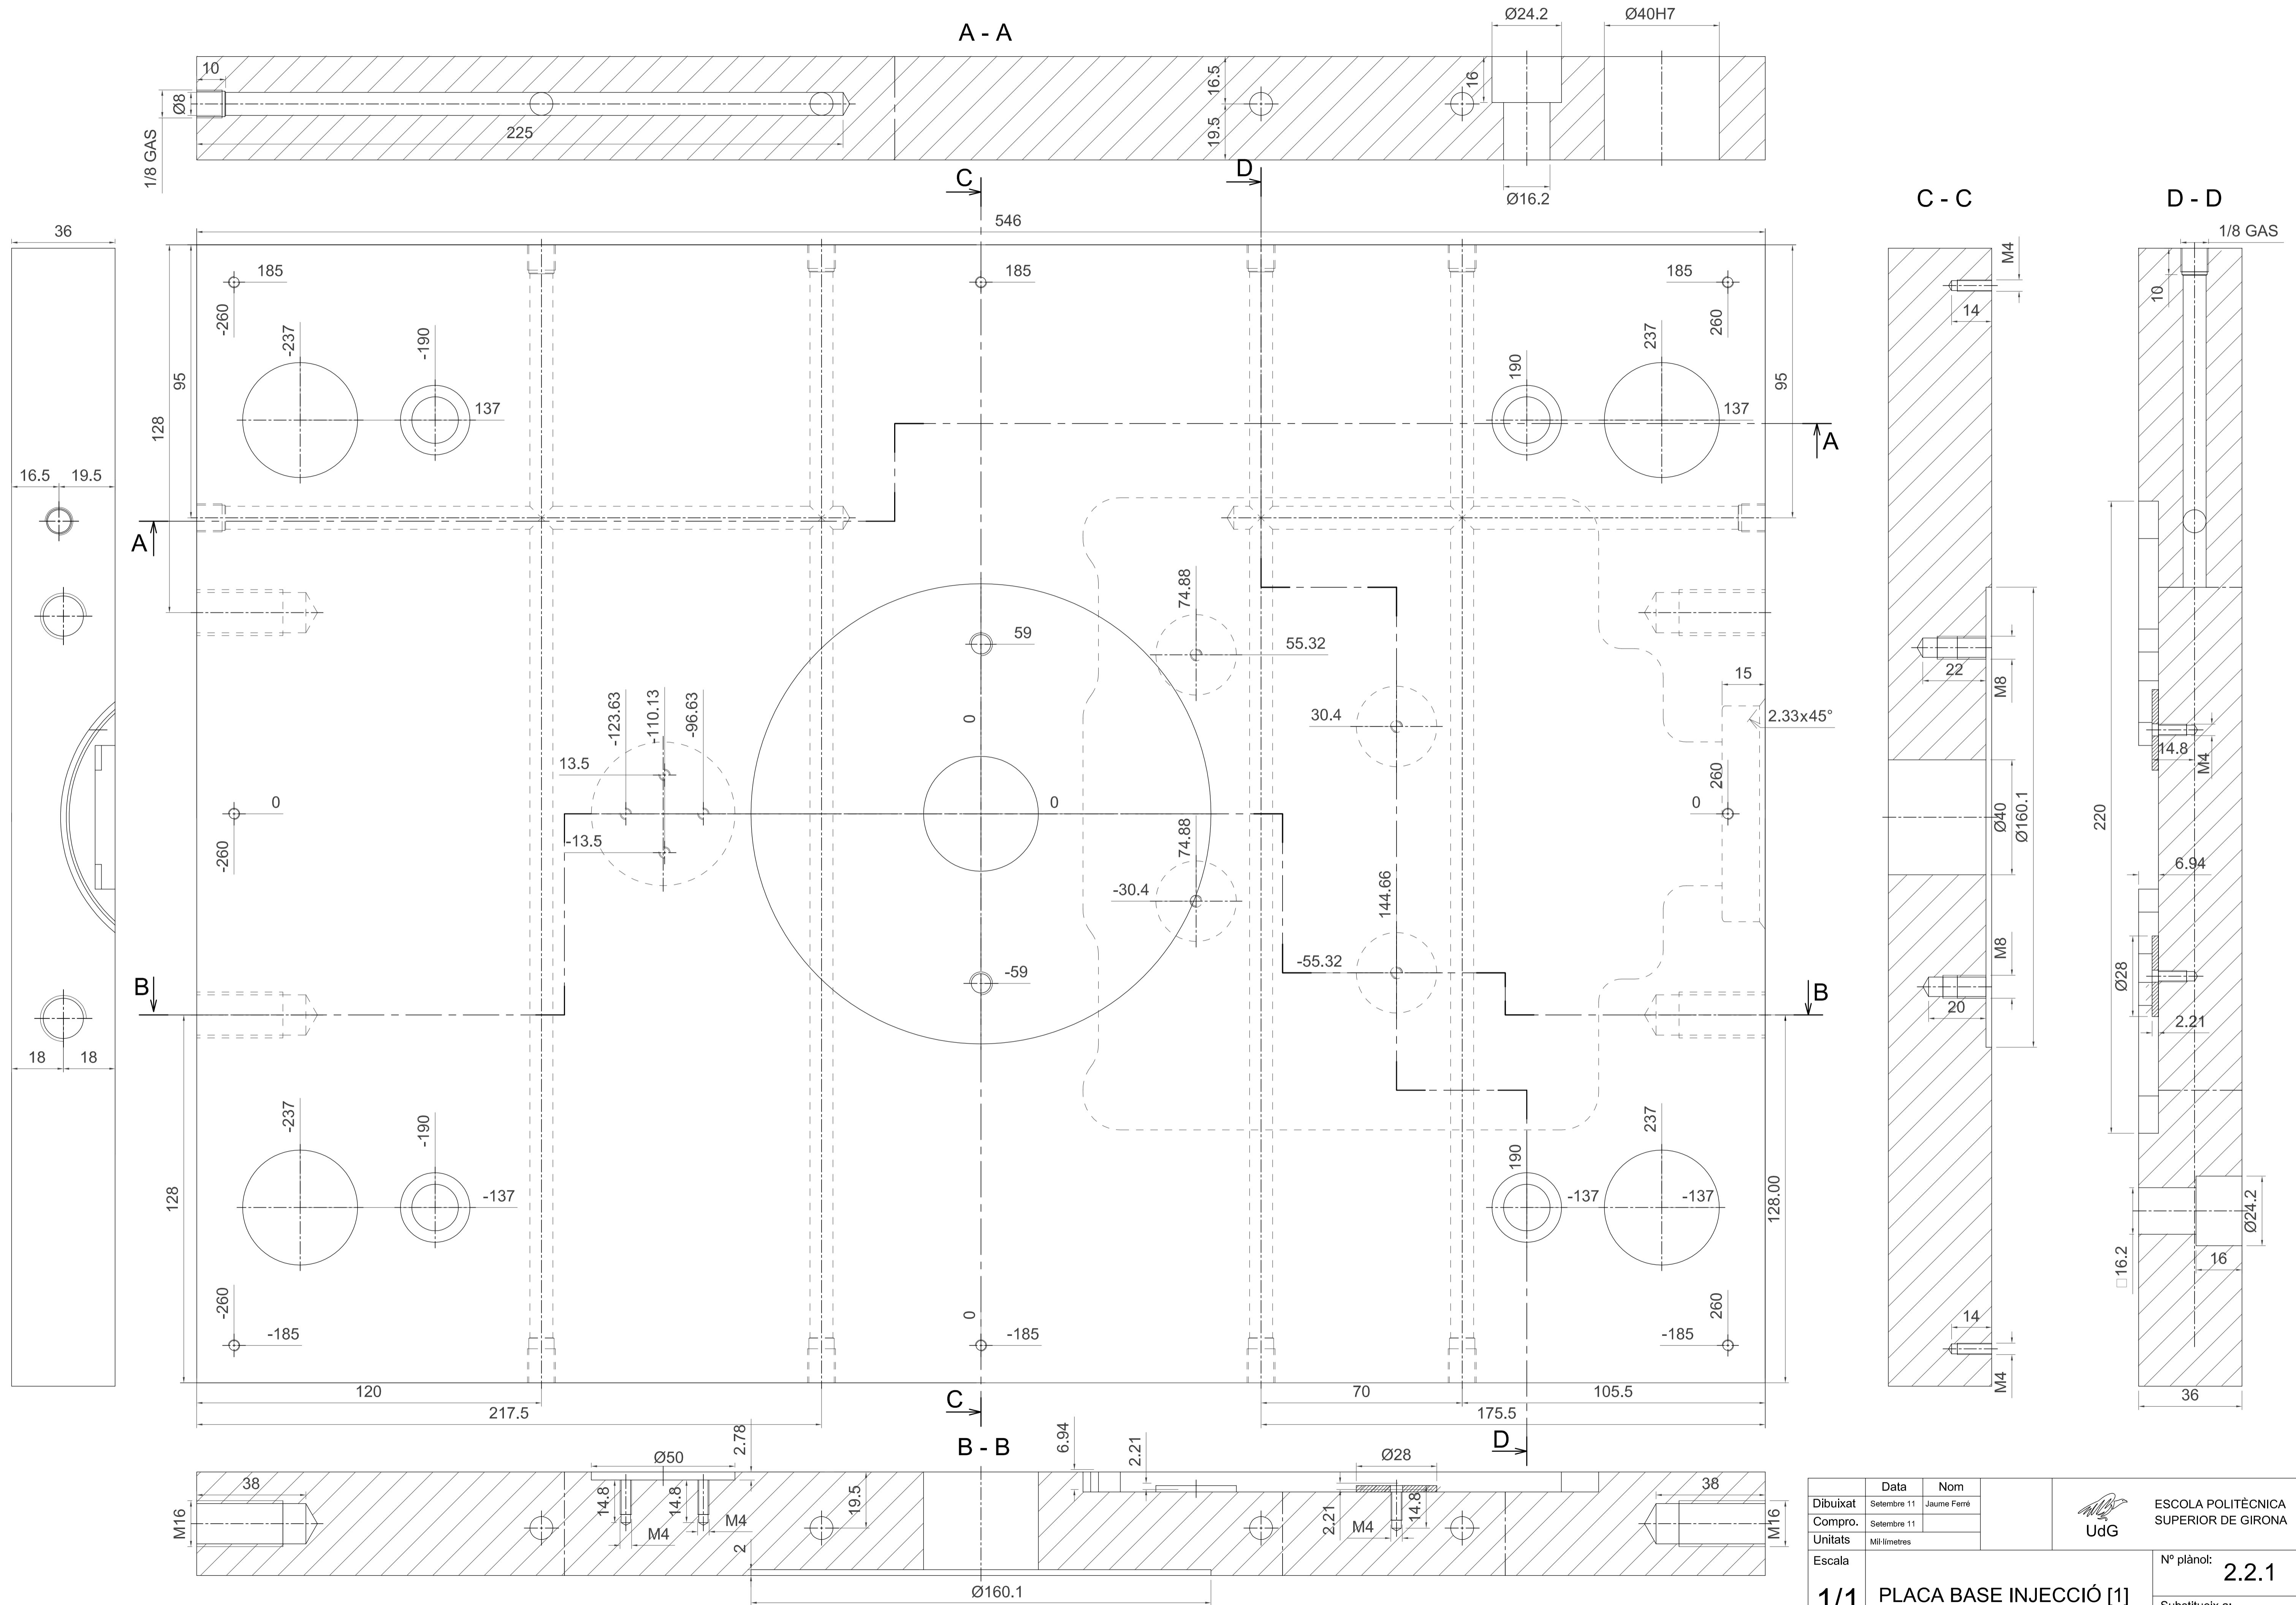 A - A
Ø24.2
Ø40H7
10
Ø8
1/8 GAS
225
16.5
19.5
16
Ø16.2
C
D
C - C
D - D
36
546
1/8 GAS
185
185
185
-260
260
-237
-190
190
237
137
137
95
128
95
16.5
19.5
A
A
M4
14
10
59
74.88
55.32
15
2.33x45°
30.4
0
-123.63
-110.13
-96.63
13.5
-13.5
0
-260
0
0
260
74.88
-30.4
144.66
-55.32
-59
B
B
18
18
22
M8
Ø40
Ø160.1
M8
20
14.8
M4
220
6.94
Ø28
2.21
-237
-190
190
237
-137
-137
-137
128
128.00
□16.2
Ø24.2
16
-260
-185
0
-185
-185
260
14
M4
36
120
217.5
C
70
105.5
175.5
D
B - B
38
M16
Ø50
2.78
14.8
14.8
M4
M4
19.5
2
Ø160.1
6.94
2.21
Ø28
2.21
M4
14.8
38
M16
Data
Nom
Dibuixat
Setembre 11
Jaume Ferré
Compro.
Setembre 11
Unitats
Mil·límetres
UdG
ESCOLA POLITÈCNICA
SUPERIOR DE GIRONA
Escala
1/1
PLACA BASE INJECCIÓ [1]
Nº plànol:
2.2.1
Substitueix a: